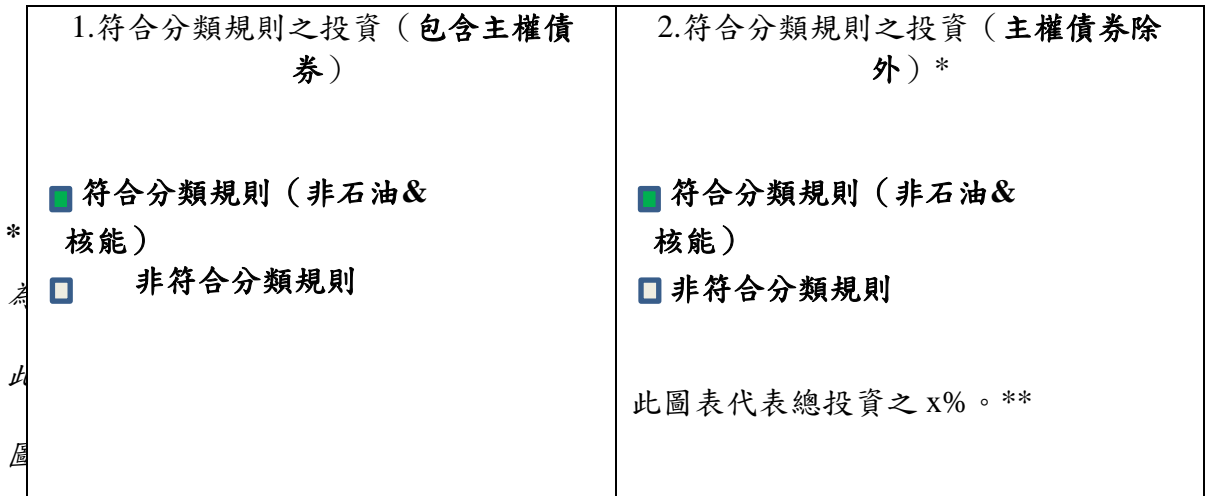 1.符合分類規則之投資（包含主權債
券）
符合分類規則（非石油&
核能）
非符合分類規則
2.符合分類規則之投資（主權債券除
外）*
符合分類規則（非石油&
核能）
非符合分類規則
此圖表代表總投資之 x%。**
*
為
此
圖